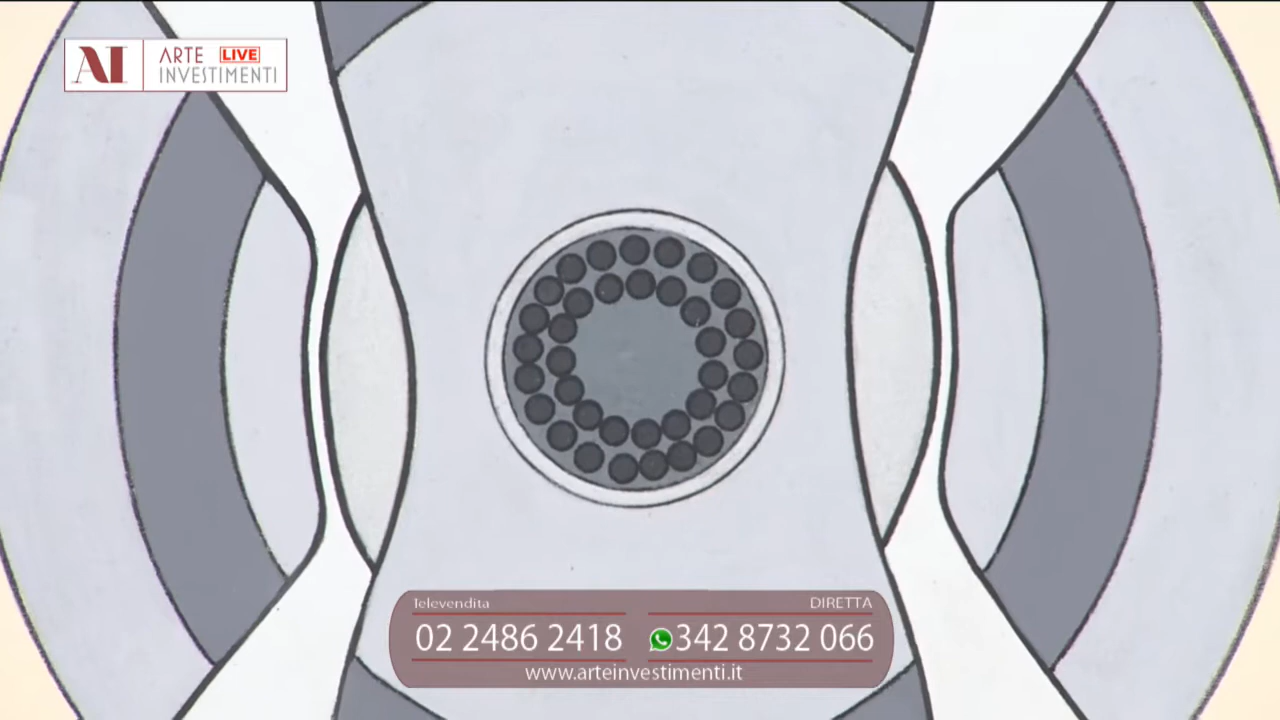 AI ARTE LIVE
INVESTIMENTI
Televendita DIRETTA
02 2486 2418 342 8732 066
www.arteinvestimenti.it